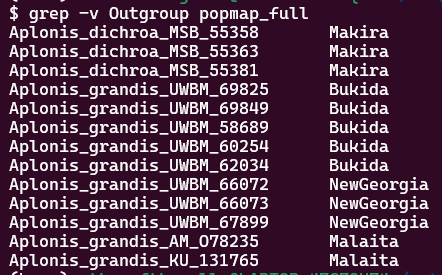 $ grep -v Outgroup popmap_full
Aplonis_dichroa_MSB_55358 Makira
Aplonis_dichroa_MSB_55363 Makira
Aplonis_dichroa_MSB_55381 Makira
Aplonis_grandis_UWBM_69825 Bukida
Aplonis_grandis_UWBM_69849 Bukida
Aplonis_grandis_UWBM_58689 Bukida
Aplonis_grandis_UWBM_60254 Bukida
Aplonis_grandis_UWBM_62034 Bukida
Aplonis_grandis_UWBM_66072 NewGeorgia
Aplonis_grandis_UWBM_66073 NewGeorgia
Aplonis_grandis_UWBM_67899 NewGeorgia
Aplonis_grandis_AM_O78235 Malaita
Aplonis_grandis_KU_131765 Malaita